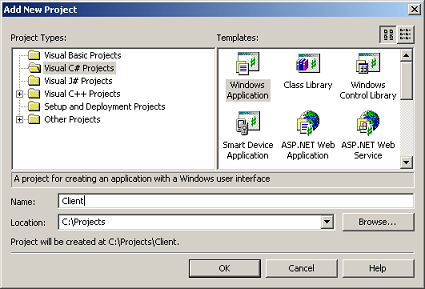 Add New Project
Project Types:
Templates:
Visual Basic Projects
Visual C# Projects
Visual J# Projects
Visual C++ Projects
Setup and Deployment Projects
Other Projects
Windows Application
Class Library
Windows Control Library
Smart Device Application
ASP.NET Web Application
ASP.NET Web Service
A project for creating an application with a Windows user interface
Name:
Client
Location:
C:\Projects
Browse...
Project will be created at C:\Projects\Client.
OK
Cancel
Help